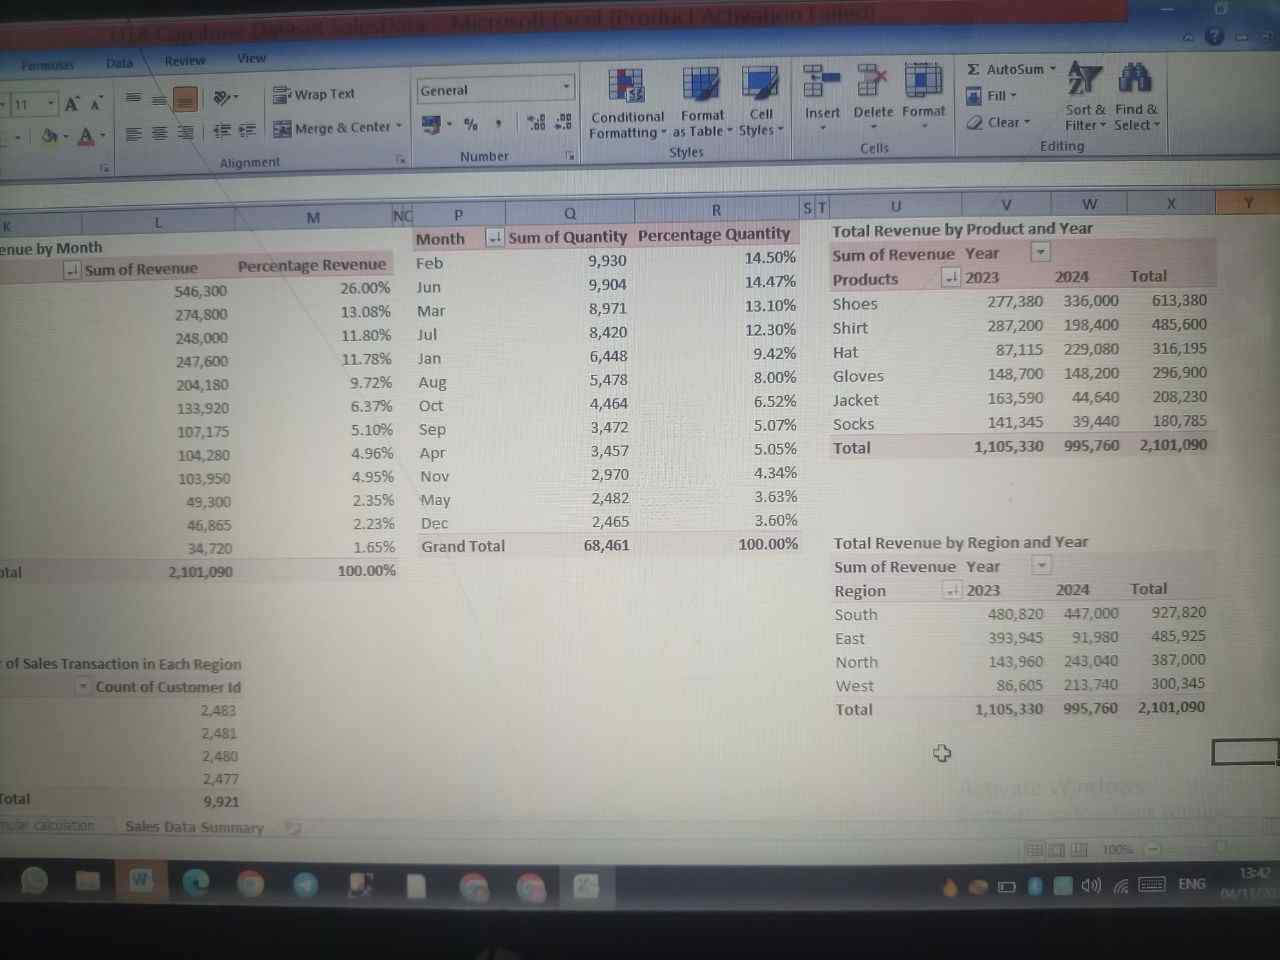 LITA Capstone Dataset SalesData - Microsoft Excel (Product Activation Failed)
Formulas Data Review View
11 A A Wrap Text General Conditional Formatting Format as Table Cell Styles Insert Delete Format Σ AutoSum Fill Clear Sort & Filter Find & Select
Merge & Center % ,
Alignment Number Styles Cells Editing
K L M P Q R S T U V W X Y
enue by Month
Sum of Revenue Percentage Revenue
546,300 26.00%
274,800 13.08%
248,000 11.80%
247,600 11.78%
204,180 9.72%
133,920 6.37%
107,175 5.10%
104,280 4.96%
103,950 4.95%
49,300 2.35%
46,865 2.23%
34,720 1.65%
otal 2,101,090 100.00%
Month Sum of Quantity Percentage Quantity
Feb 9,930 14.50%
Jun 9,904 14.47%
Mar 8,971 13.10%
Jul 8,420 12.30%
Jan 6,448 9.42%
Aug 5,478 8.00%
Oct 4,464 6.52%
Sep 3,472 5.07%
Apr 3,457 5.05%
Nov 2,970 4.34%
May 2,482 3.63%
Dec 2,465 3.60%
Grand Total 68,461 100.00%
Total Revenue by Product and Year
Sum of Revenue Year
Products 2023 2024 Total
Shoes 277,380 336,000 613,380
Shirt 287,200 198,400 485,600
Hat 87,115 229,080 316,195
Gloves 148,700 148,200 296,900
Jacket 163,590 44,640 208,230
Socks 141,345 39,440 180,785
Total 1,105,330 995,760 2,101,090
Total Revenue by Region and Year
Sum of Revenue Year
Region 2023 2024 Total
South 480,820 447,000 927,820
East 393,945 91,980 485,925
North 143,960 243,040 387,000
West 86,605 213,740 300,345
Total 1,105,330 995,760 2,101,090
of Sales Transaction in Each Region
Count of Customer Id
2,483
2,481
2,480
2,477
Total 9,921
Activate Windows
calculation Sales Data Summary
100%
ENG 13:42